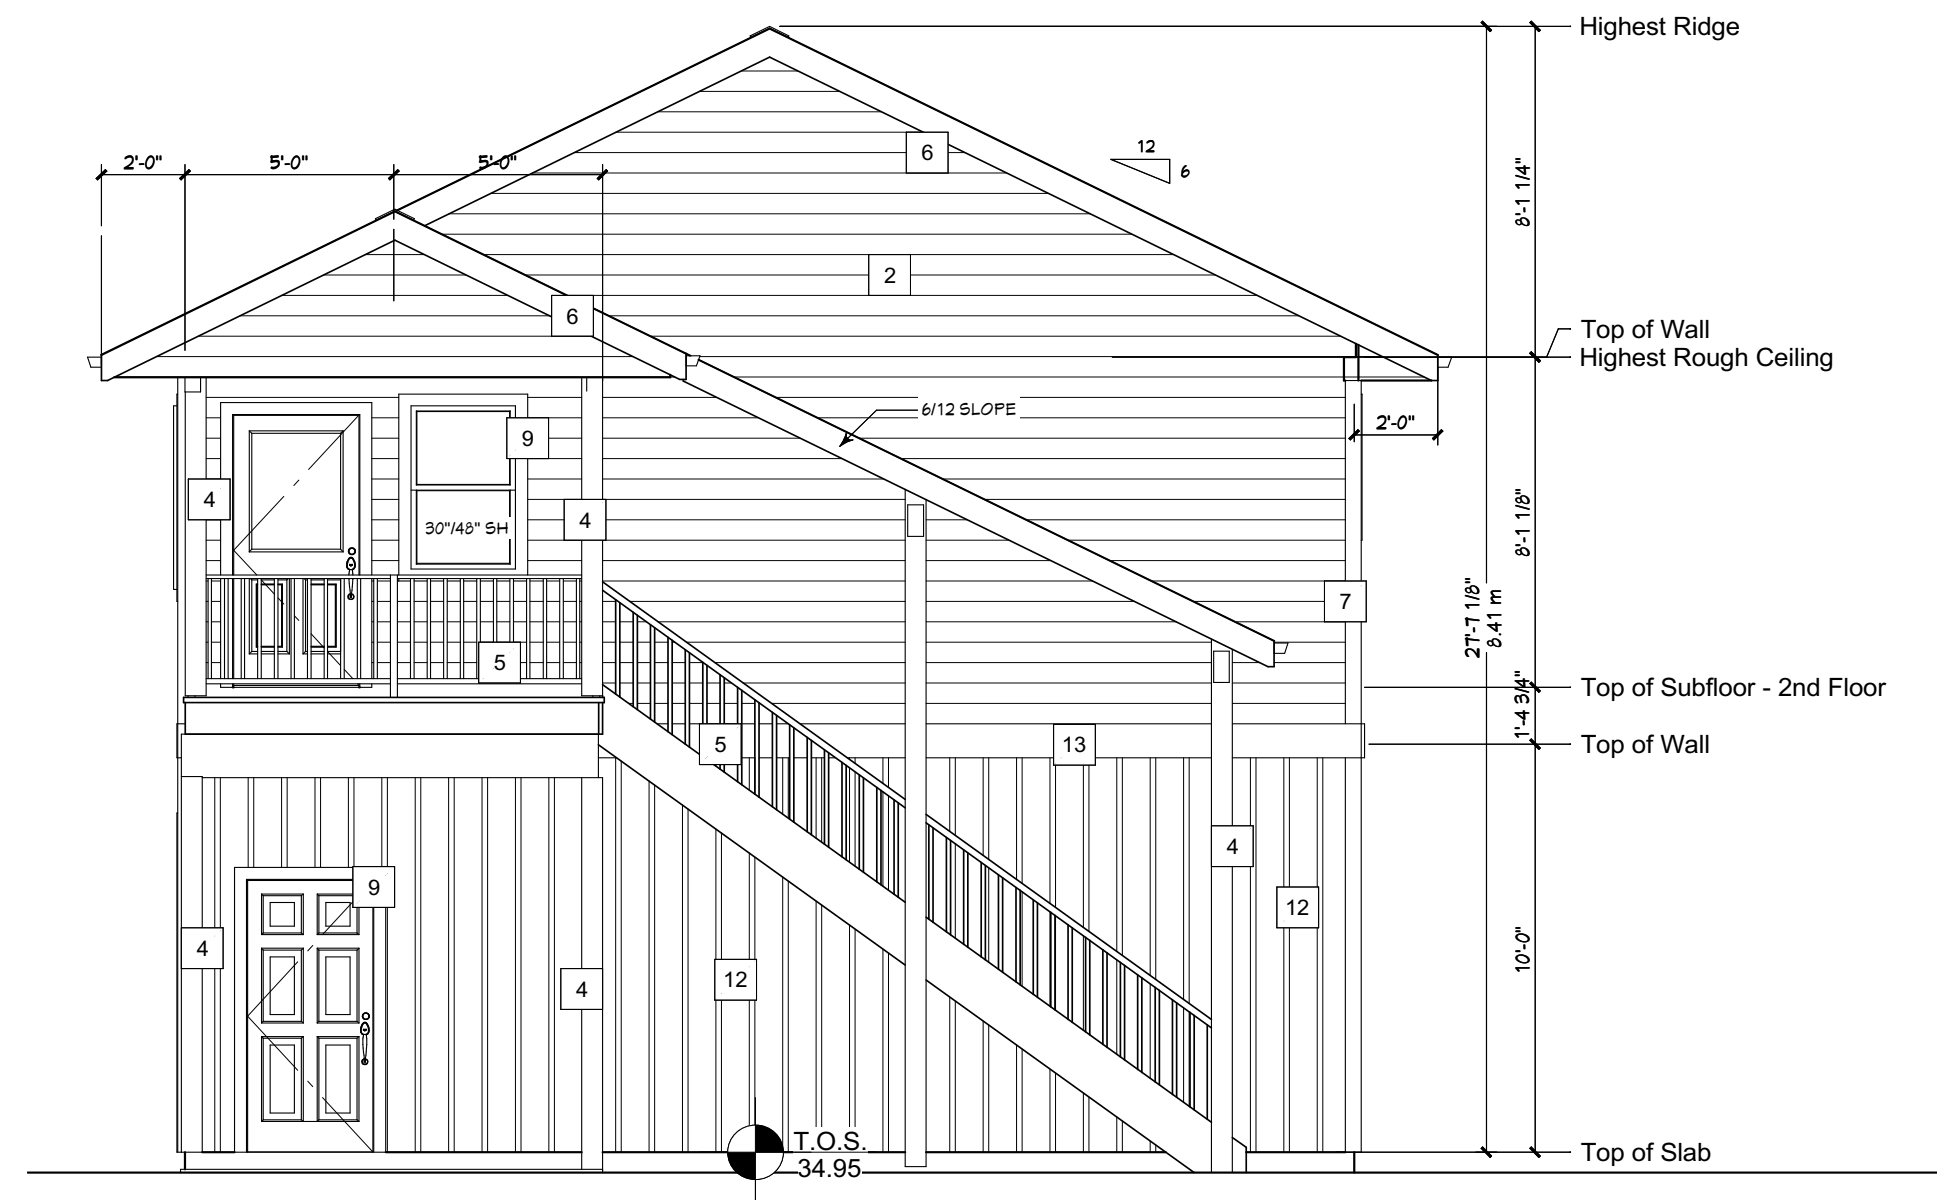 Highest Ridge
12
6
6
2'-0"
5'-0"
5'-0"
8'-1 1/4"
2
6
Top of Wall
Highest Rough Ceiling
6/12 SLOPE
2'-0"
9
4
4
30"/48" SH
8'-1 1/8"
7
27'-7 1/8"
8.41 m
5
Top of Subfloor - 2nd Floor
1'-4 3/4"
5
13
Top of Wall
4
9
12
4
10'-0"
12
4
T.O.S.
34.95
Top of Slab